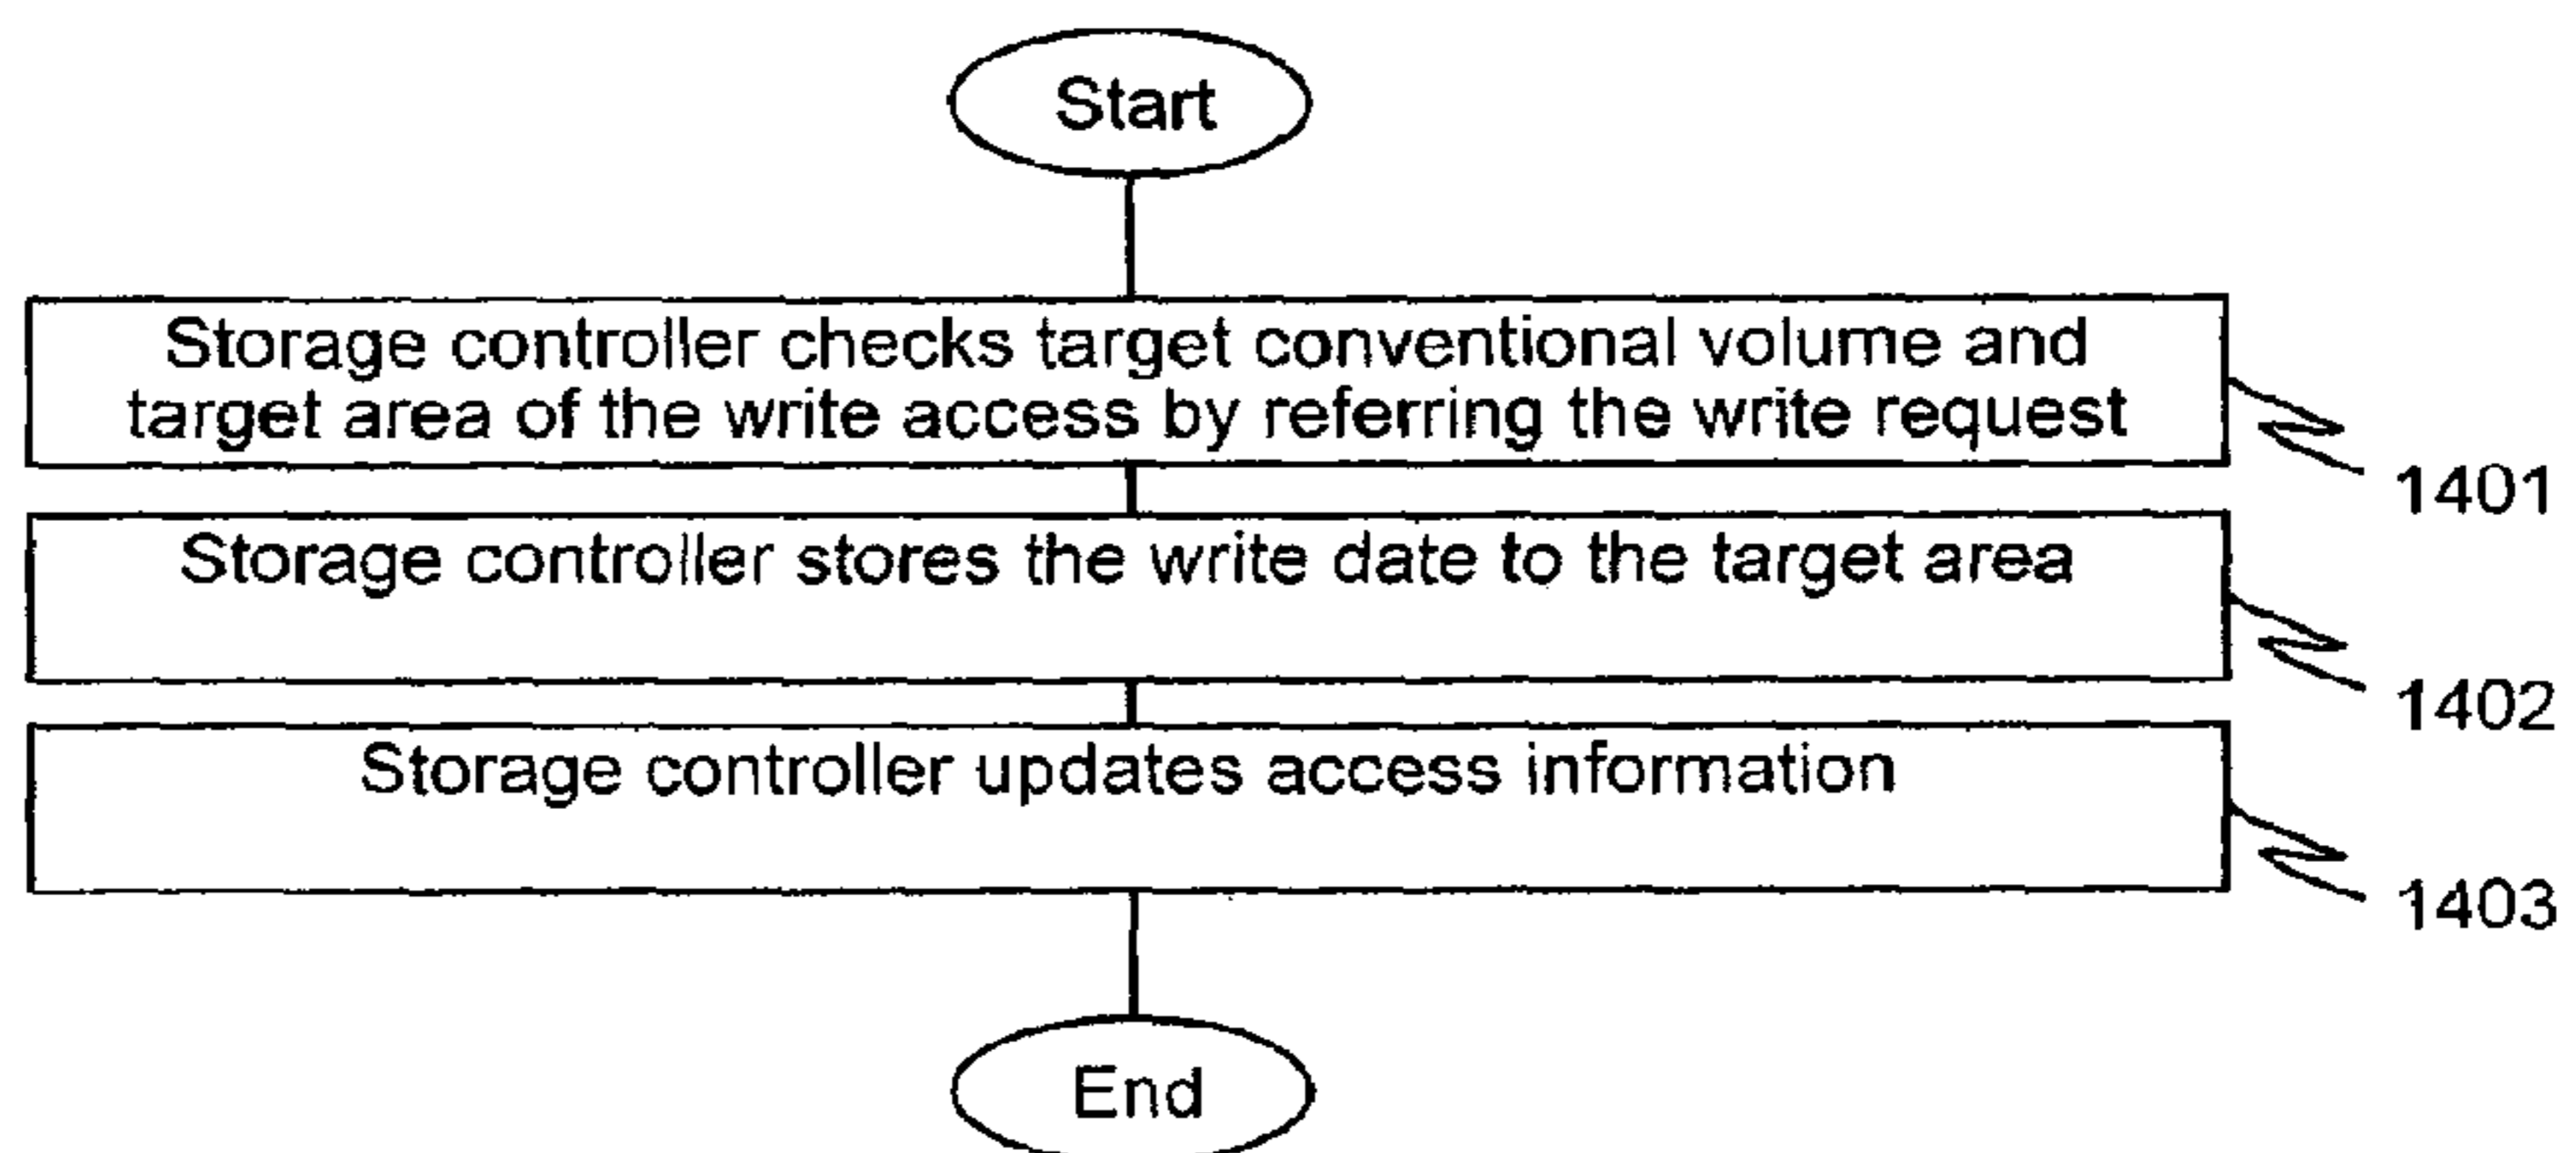 Start
Storage controller checks target conventional volume and
target area of the write access by referring the write request
1401
Storage controller stores the write date to the target area
1402
Storage controller updates access information
1403
End